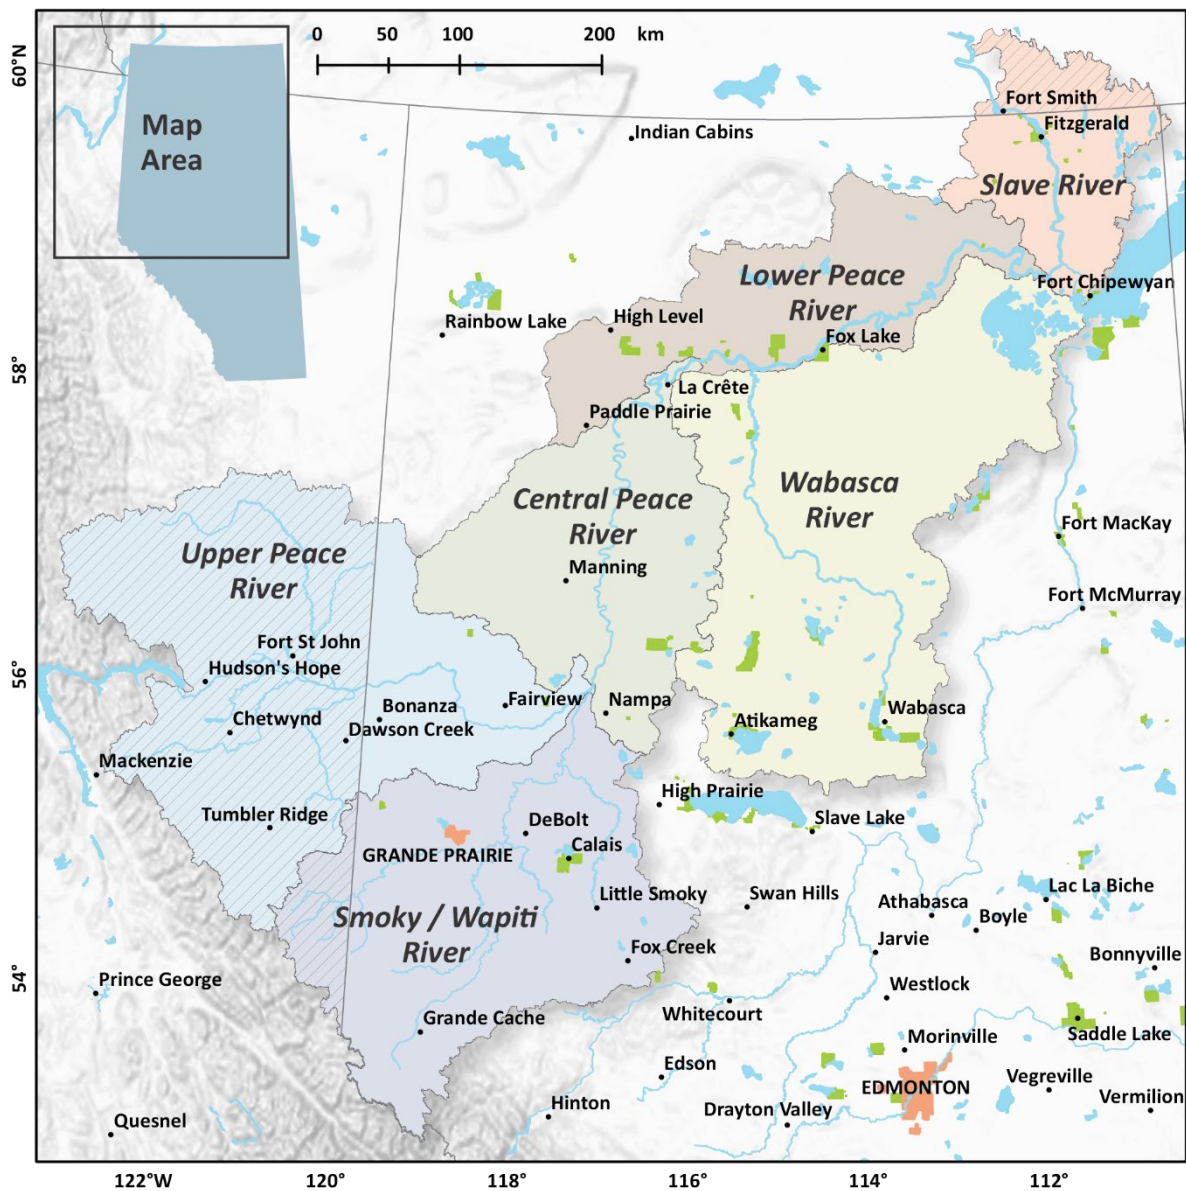 0 50 100 200 km
60°N
Map
Area
Indian Cabins
Fort Smith
Fitzgerald
Slave River
Lower Peace
River
Fort Chipewyan
Rainbow Lake
High Level
Fox Lake
58°
La Crête
Paddle Prairie
Central Peace
River
Wabasca
River
Upper Peace
River
Manning
Fort MacKay
Fort McMurray
Fort St John
Hudson's Hope
56°
Bonanza
Fairview
Nampa
Chetwynd
Dawson Creek
Atikameg
Wabasca
Mackenzie
High Prairie
Tumbler Ridge
DeBolt
Slave Lake
GRANDE PRAIRIE
Calais
Little Smoky
Swan Hills
Lac La Biche
Athabasca
Boyle
Smoky / Wapiti
River
Fox Creek
Jarvie
Bonnyville
54°
Prince George
Westlock
Grande Cache
Whitecourt
Saddle Lake
Morinville
Edson
EDMONTON
Vegreville
Vermilion
Hinton
Drayton Valley
Quesnel
122°W 120° 118° 116° 114° 112°